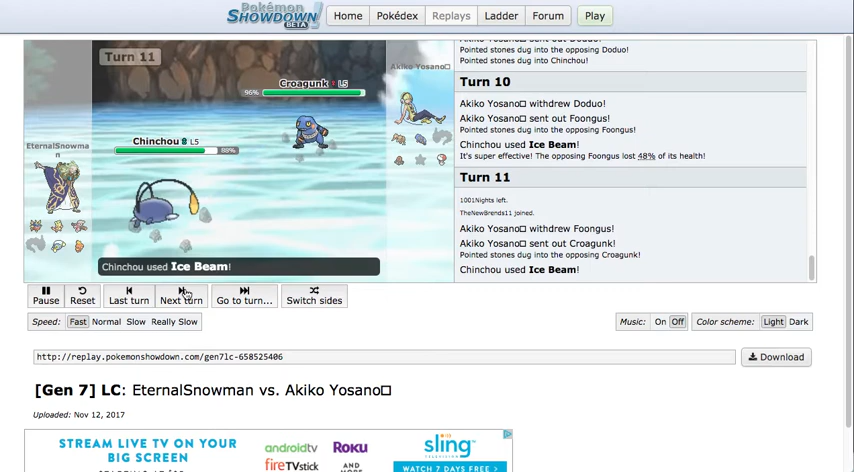 Pokémon
SHOWDOWN!
BETA
Home
Pokédex
Replays
Ladder
Forum
Play
Turn 11
Croagunk L5
96%
Chinchou L5
88%
EternalSnowma
n
Akiko Yosano□
Chinchou used Ice Beam!
Pointed stones dug into the opposing Doduo!
Pointed stones dug into Chinchou!
Turn 10
Akiko Yosano□ withdrew Doduo!
Akiko Yosano□ sent out Foongus!
Pointed stones dug into the opposing Foongus!
Chinchou used Ice Beam!
It's super effective! The opposing Foongus lost 48% of its health!
Turn 11
1001Nights left.
TheNewBrends11 joined.
Akiko Yosano□ withdrew Foongus!
Akiko Yosano□ sent out Croagunk!
Pointed stones dug into the opposing Croagunk!
Chinchou used Ice Beam!
Pause
Reset
Last turn
Next turn
Go to turn...
Switch sides
Speed: Fast Normal Slow Really Slow
Music: On Off
Color scheme: Light Dark
http://replay.pokemonshowdown.com/gen7lc-658525406
Download
[Gen 7] LC: EternalSnowman vs. Akiko Yosano□
Uploaded: Nov 12, 2017
STREAM LIVE TV ON YOUR
BIG SCREEN
androidtv
Roku
fireTVstick
AND
sling
WATCH 7 DAYS FREE